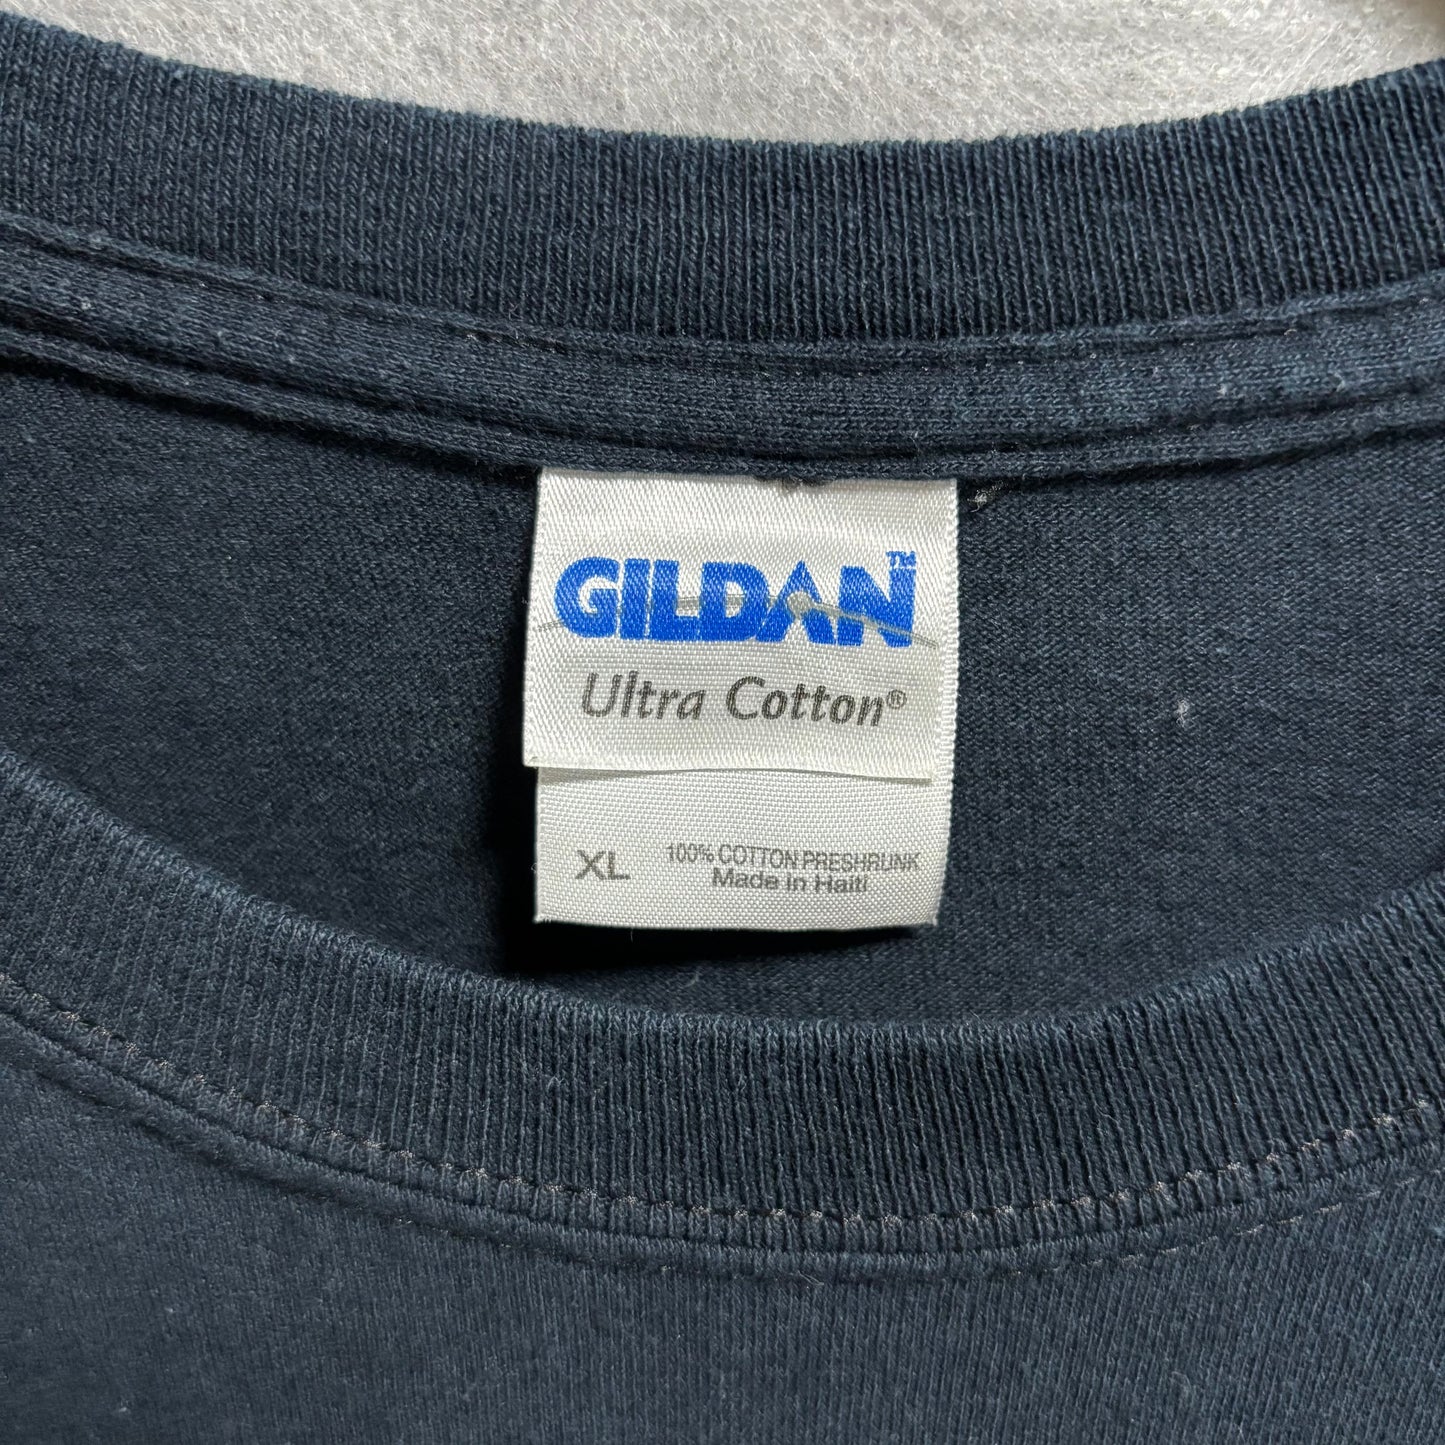 GILDAN™
Ultra Cotton®
XL
100% COTTON PRESHRUNK
Made in Haiti